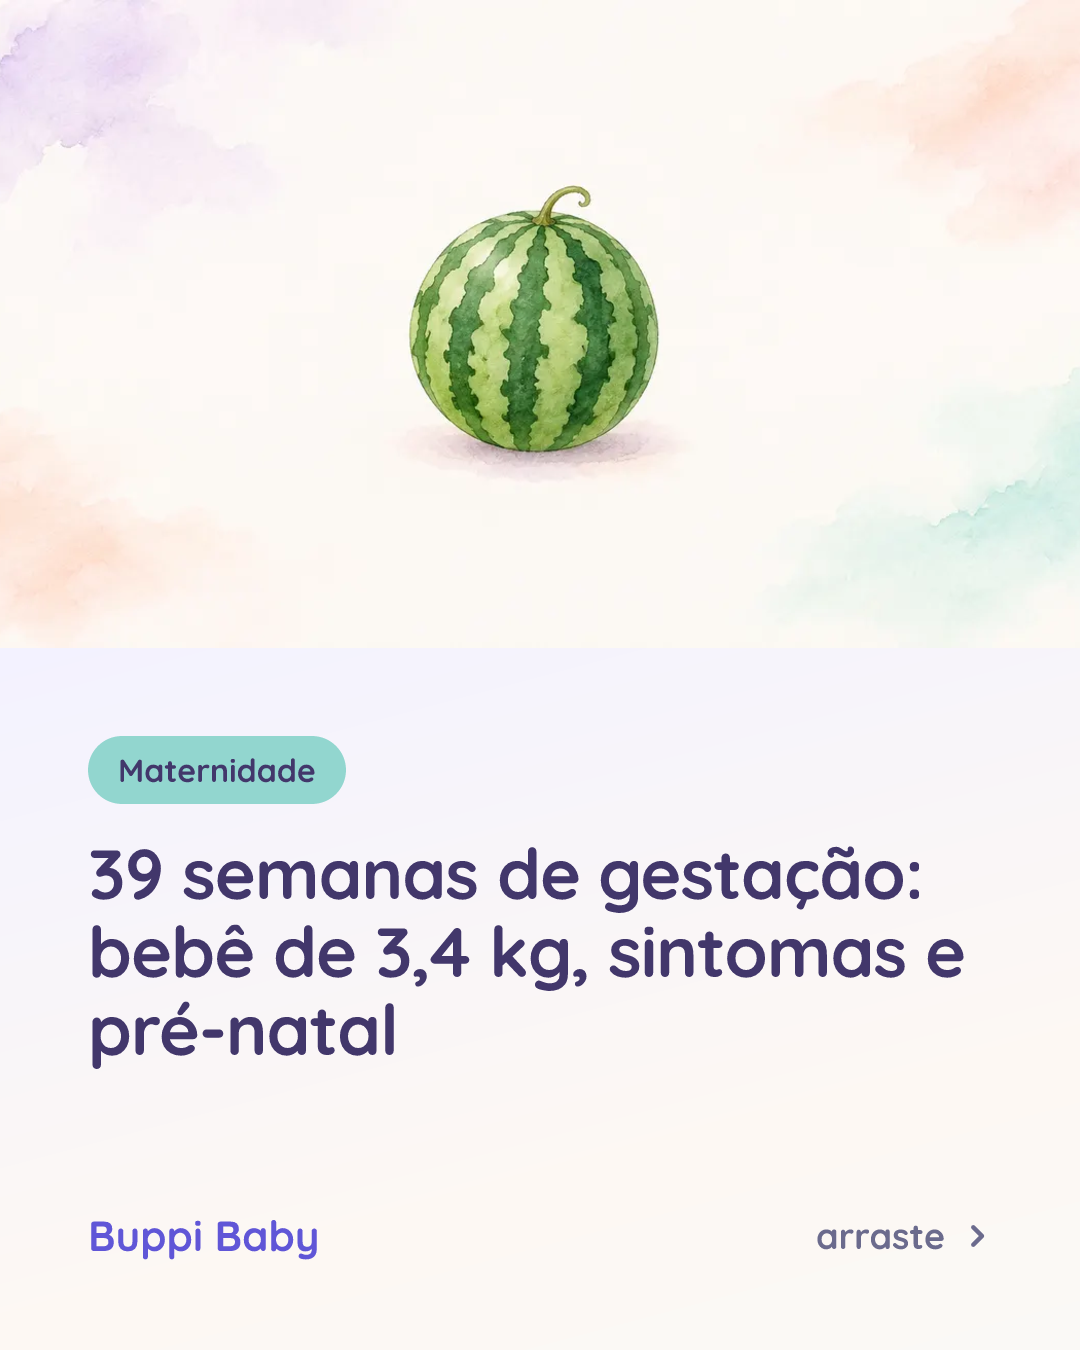 Maternidade
39 semanas de gestação:
bebê de 3,4 kg, sintomas e
pré-natal
Buppi Baby
arraste